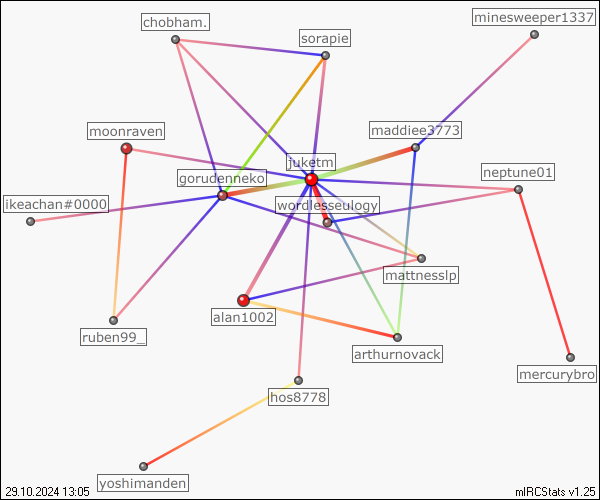 minesweeper1337
chobham.
sorapie
moonraven
maddiee3773
juketm
neptune01
gorudenneko
ikeachan#0000
wordlesseulogy
mattnesslp
alan1002
ruben99_
arthurnovack
mercurybro
hos8778
yoshimanden
29.10.2024 13:05
mIRCStats v1.25